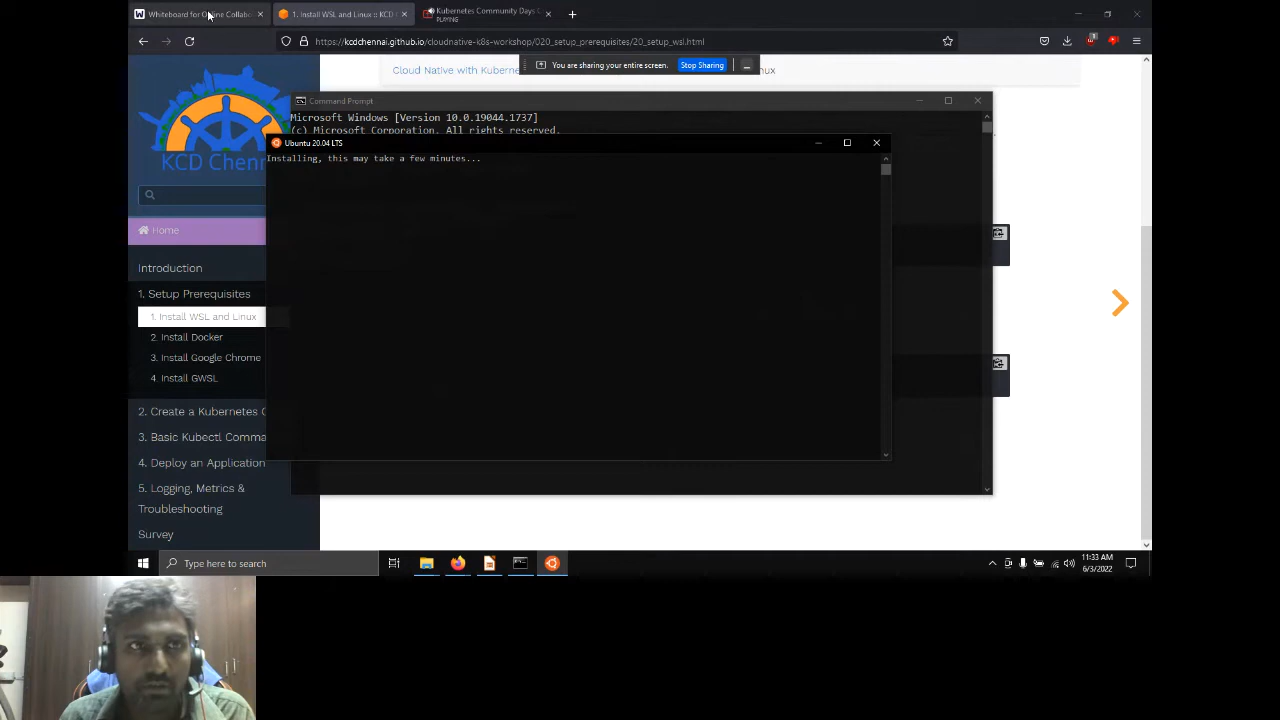 Whiteboard for Online Collabo
1. Install WSL and Linux :: KCD
Kubernetes Community Days
PLAYING
https://kcdchennai.github.io/cloudnative-k8s-workshop/020_setup_prerequisites/20_setup_wsl.html
1
You are sharing your entire screen.
Stop Sharing
Cloud Native with Kuberne
nux
Command Prompt
Microsoft Windows [Version 10.0.19044.1737]
(c) Microsoft Corporation. All rights reserved.
Ubuntu 20.04 LTS
Installing, this may take a few minutes...
KCD Chenn
Home
Introduction
1. Setup Prerequisites
1. Install WSL and Linux
2. Install Docker
3. Install Google Chrome
4. Install GWSL
2. Create a Kubernetes C
3. Basic Kubectl Comma
4. Deploy an Application
5. Logging, Metrics &
Troubleshooting
Survey
Type here to search
11:33 AM
6/3/2022